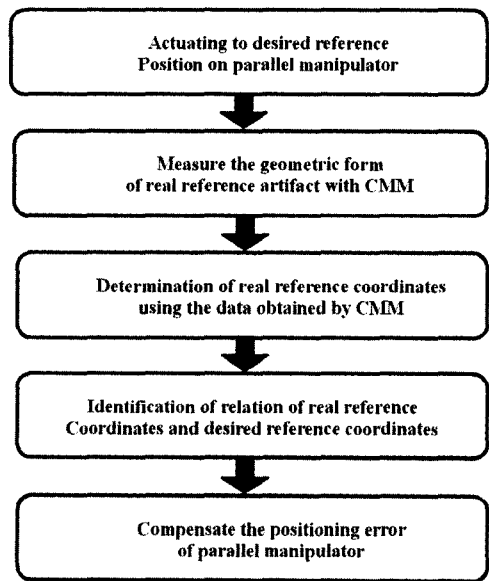 Actuating to desired reference
Position on parallel manipulator
Measure the geometric form
of real reference artifact with CMM
Determination of real reference coordinates
using the data obtained by CMM
Identification of relation of real reference
Coordinates and desired reference coordinates
Compensate the positioning error
of parallel manipulator